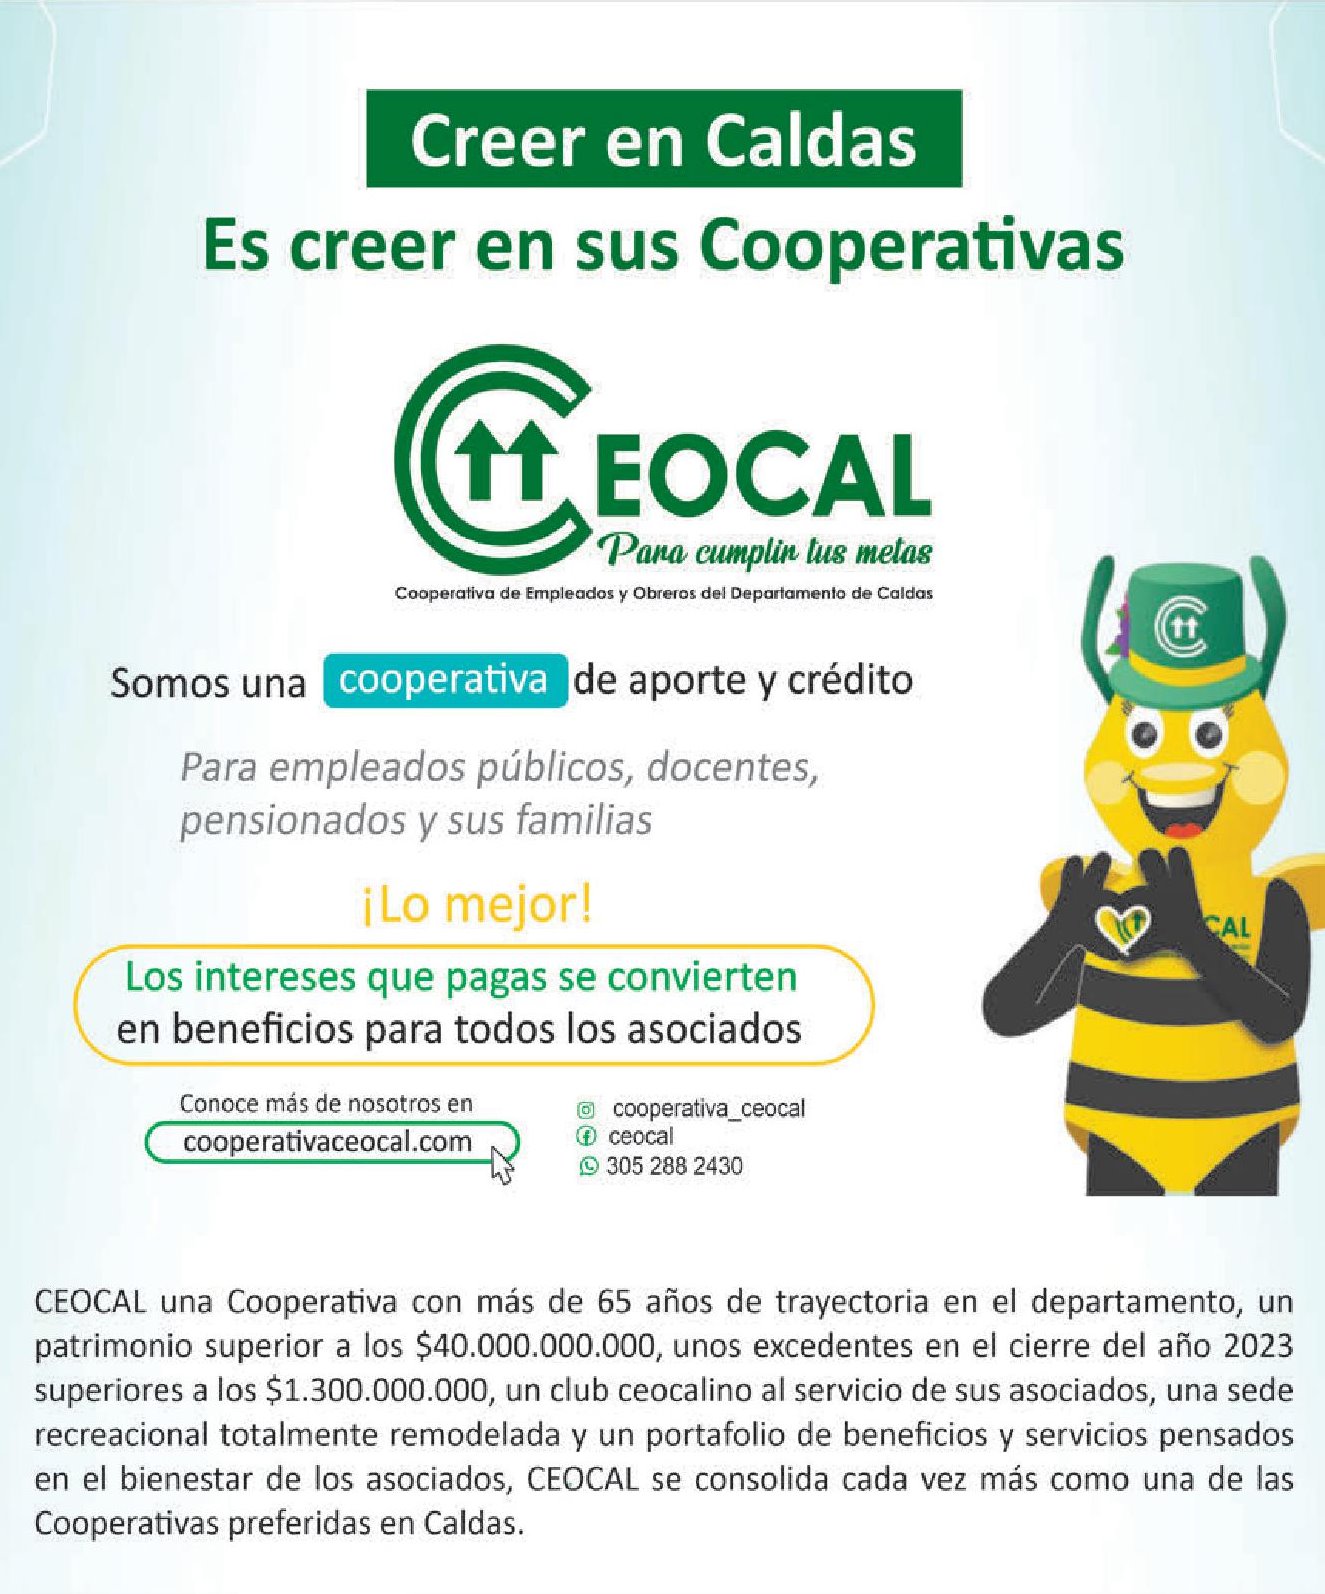 Creer en Caldas
Es creer en sus Cooperativas
CEOCAL
Para cumplir tus metas
Cooperativa de Empleados y Obreros del Departamento de Caldas
Somos una cooperativa de aporte y crédito
Para empleados públicos, docentes,
pensionados y sus familias
¡Lo mejor!
Los intereses que pagas se convierten
en beneficios para todos los asociados
CAL
Conoce más de nosotros en
cooperativaceocal.com
cooperativa_ceocal
ceocal
305 288 2430
CEOCAL una Cooperativa con más de 65 años de trayectoria en el departamento, un
patrimonio superior a los $40.000.000.000, unos excedentes en el cierre del año 2023
superiores a los $1.300.000.000, un club ceocalino al servicio de sus asociados, una sede
recreacional totalmente remodelada y un portafolio de beneficios y servicios pensados
en el bienestar de los asociados, CEOCAL se consolida cada vez más como una de las
Cooperativas preferidas en Caldas.